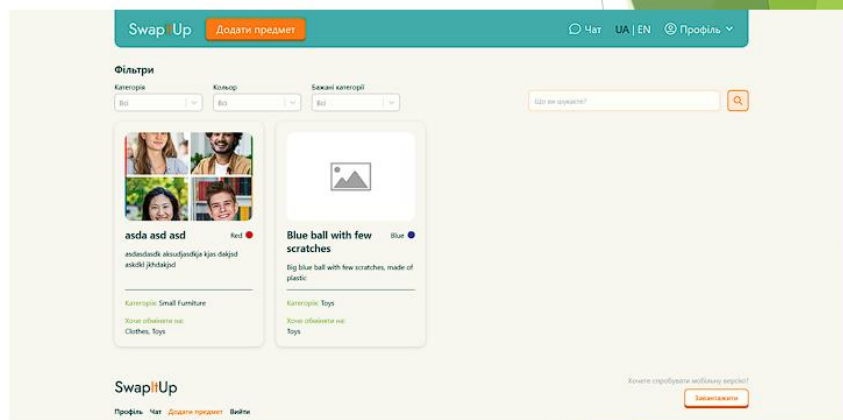 SwapItUp Додати предмет Чат UA | EN Профіль
Фільтри
Категорія Кольор Бажані категорії
Всі Всі Всі Що ви шукаєте?
asda asd asd Red
asdasdasdk aksudjasdkja kjas dakjsd
askdkl jkhdakjsd
Категорія: Small Furniture
Хоче обміняти на:
Clothes, Toys
Blue ball with few Blue
scratches
Big blue ball with few scratches, made of
plastic
Категорія: Toys
Хоче обміняти на:
Toys
SwapItUp
Хочете спробувати мобільну версію?
Завантажити
Профіль Чат Додати предмет Вийти